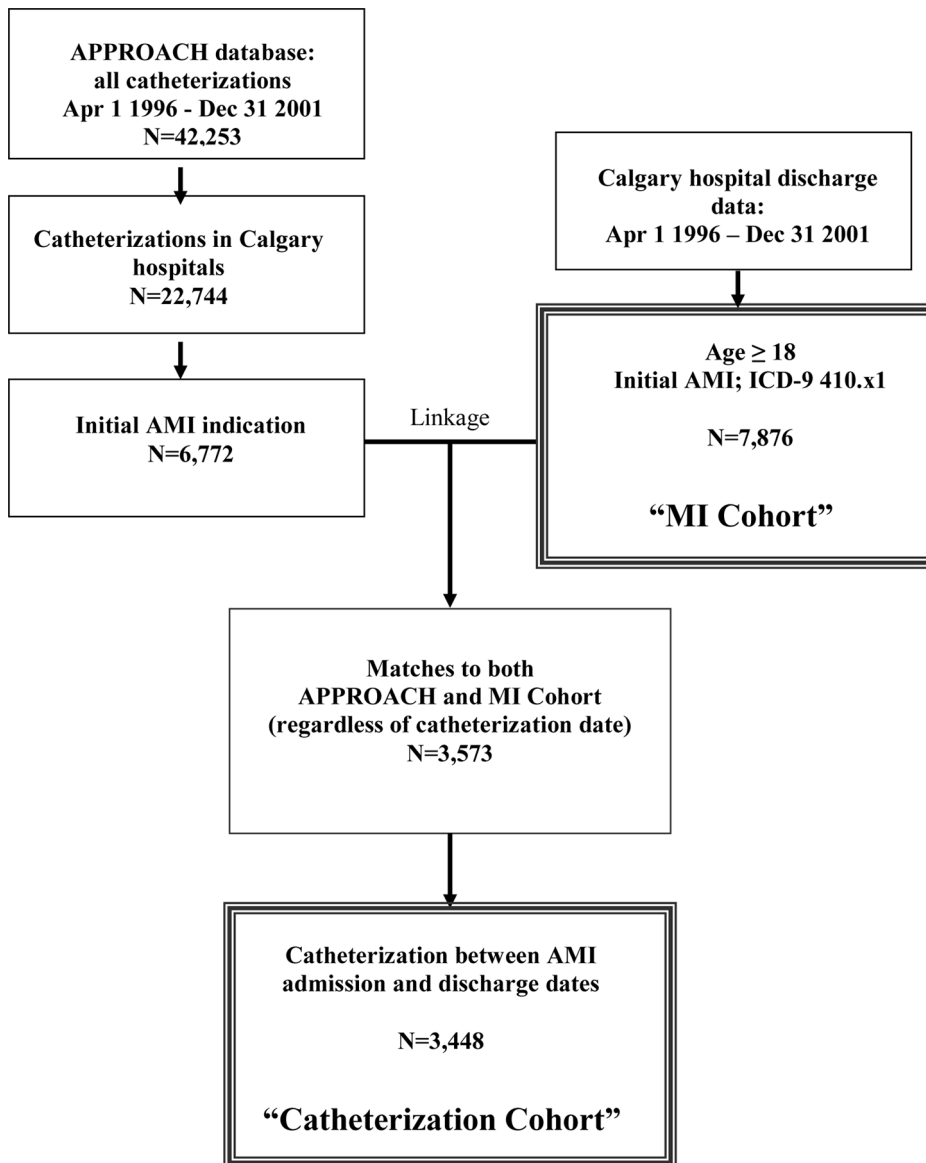 APPROACH database:
all catheterizations
Apr 1 1996 - Dec 31 2001
N=42,253
Catheterizations in Calgary
hospitals
N=22,744
Initial AMI indication
N=6,772
Calgary hospital discharge
data:
Apr 1 1996 – Dec 31 2001
Age ≥ 18
Initial AMI; ICD-9 410.x1
N=7,876
“MI Cohort”
Linkage
Matches to both
APPROACH and MI Cohort
(regardless of catheterization date)
N=3,573
Catheterization between AMI
admission and discharge dates
N=3,448
“Catheterization Cohort”